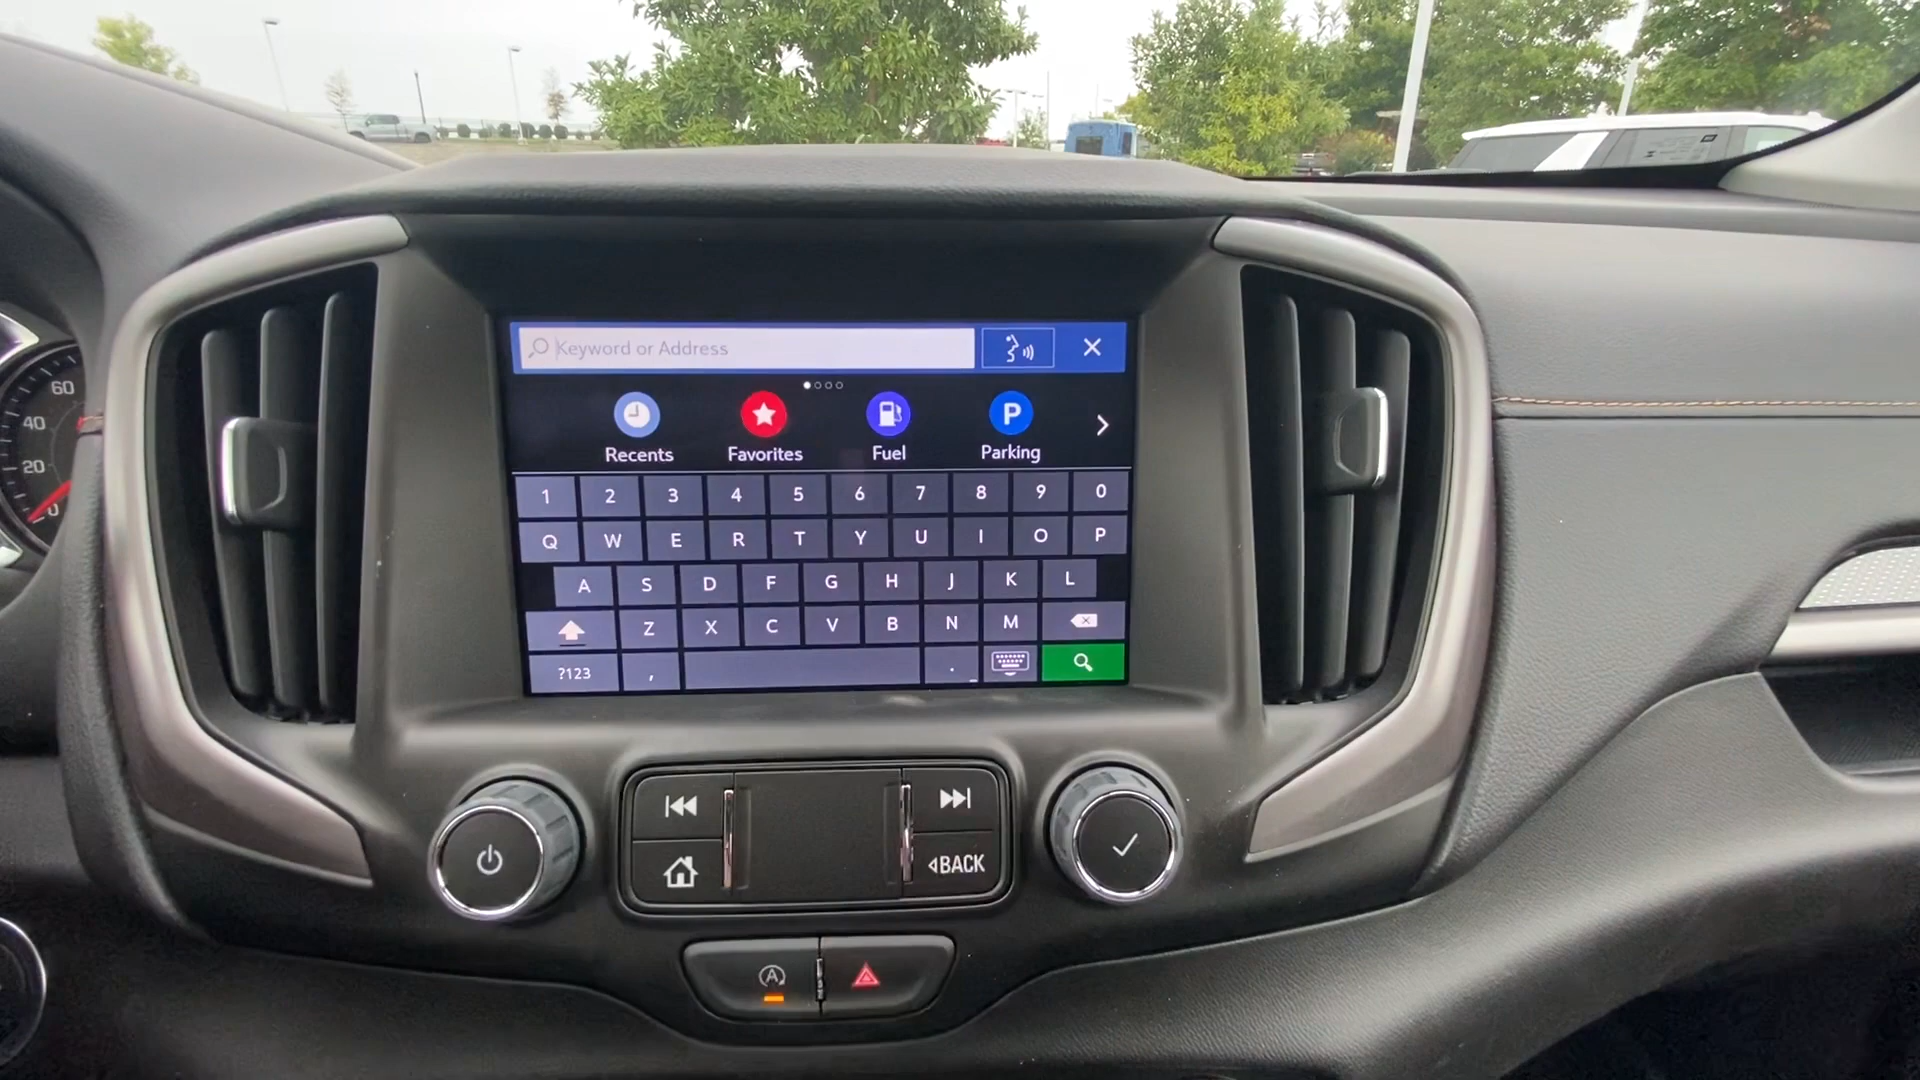 Keyword or Address
Recents Favorites Fuel Parking
1 2 3 4 5 6 7 8 9 0
Q W E R T Y U I O P
A S D F G H J K L
Z X C V B N M
?123 , .
60
40
20
0
BACK
A